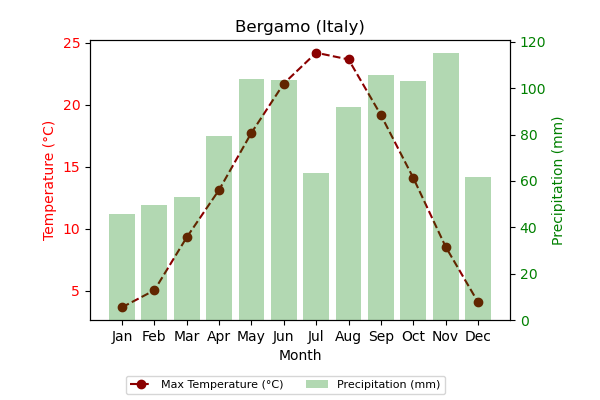 Bergamo (Italy)
25
20
15
10
5
Temperature (°C)
120
100
80
60
40
20
0
Precipitation (mm)
Jan Feb Mar Apr May Jun Jul Aug Sep Oct Nov Dec
Month
Max Temperature (°C) Precipitation (mm)